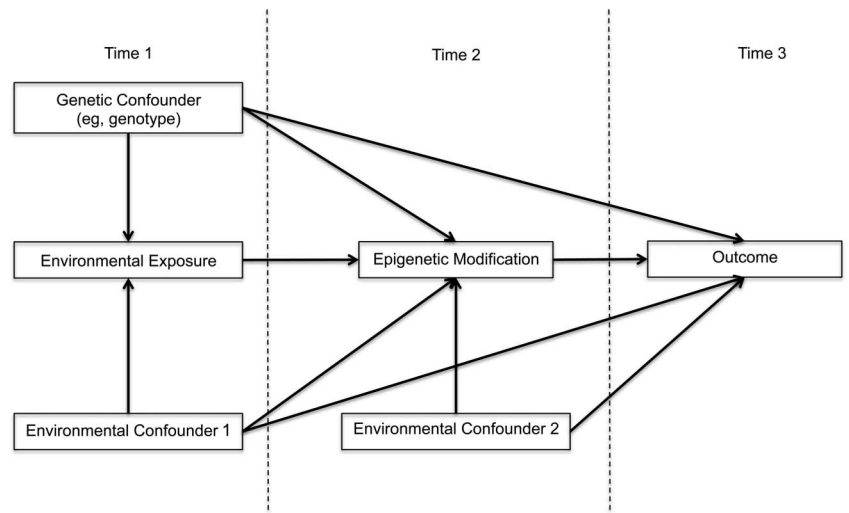 Time 1
Time 2
Time 3
Genetic Confounder
(eg, genotype)
Environmental Exposure
Epigenetic Modification
Outcome
Environmental Confounder 1
Environmental Confounder 2